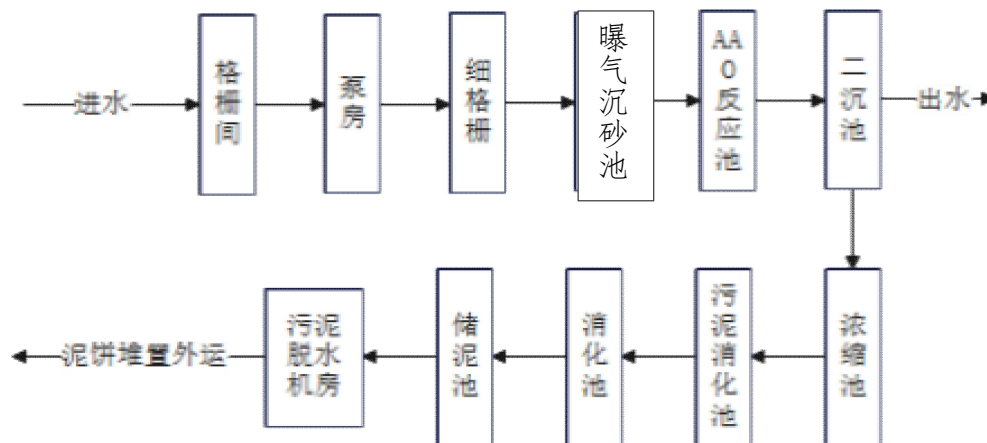 进水
格栅间
泵房
细格栅
曝气沉砂池
AAO反应池
二沉池
出水
浓缩池
污泥消化池
消化池
储泥池
污泥
脱水
机房
泥饼堆置外运